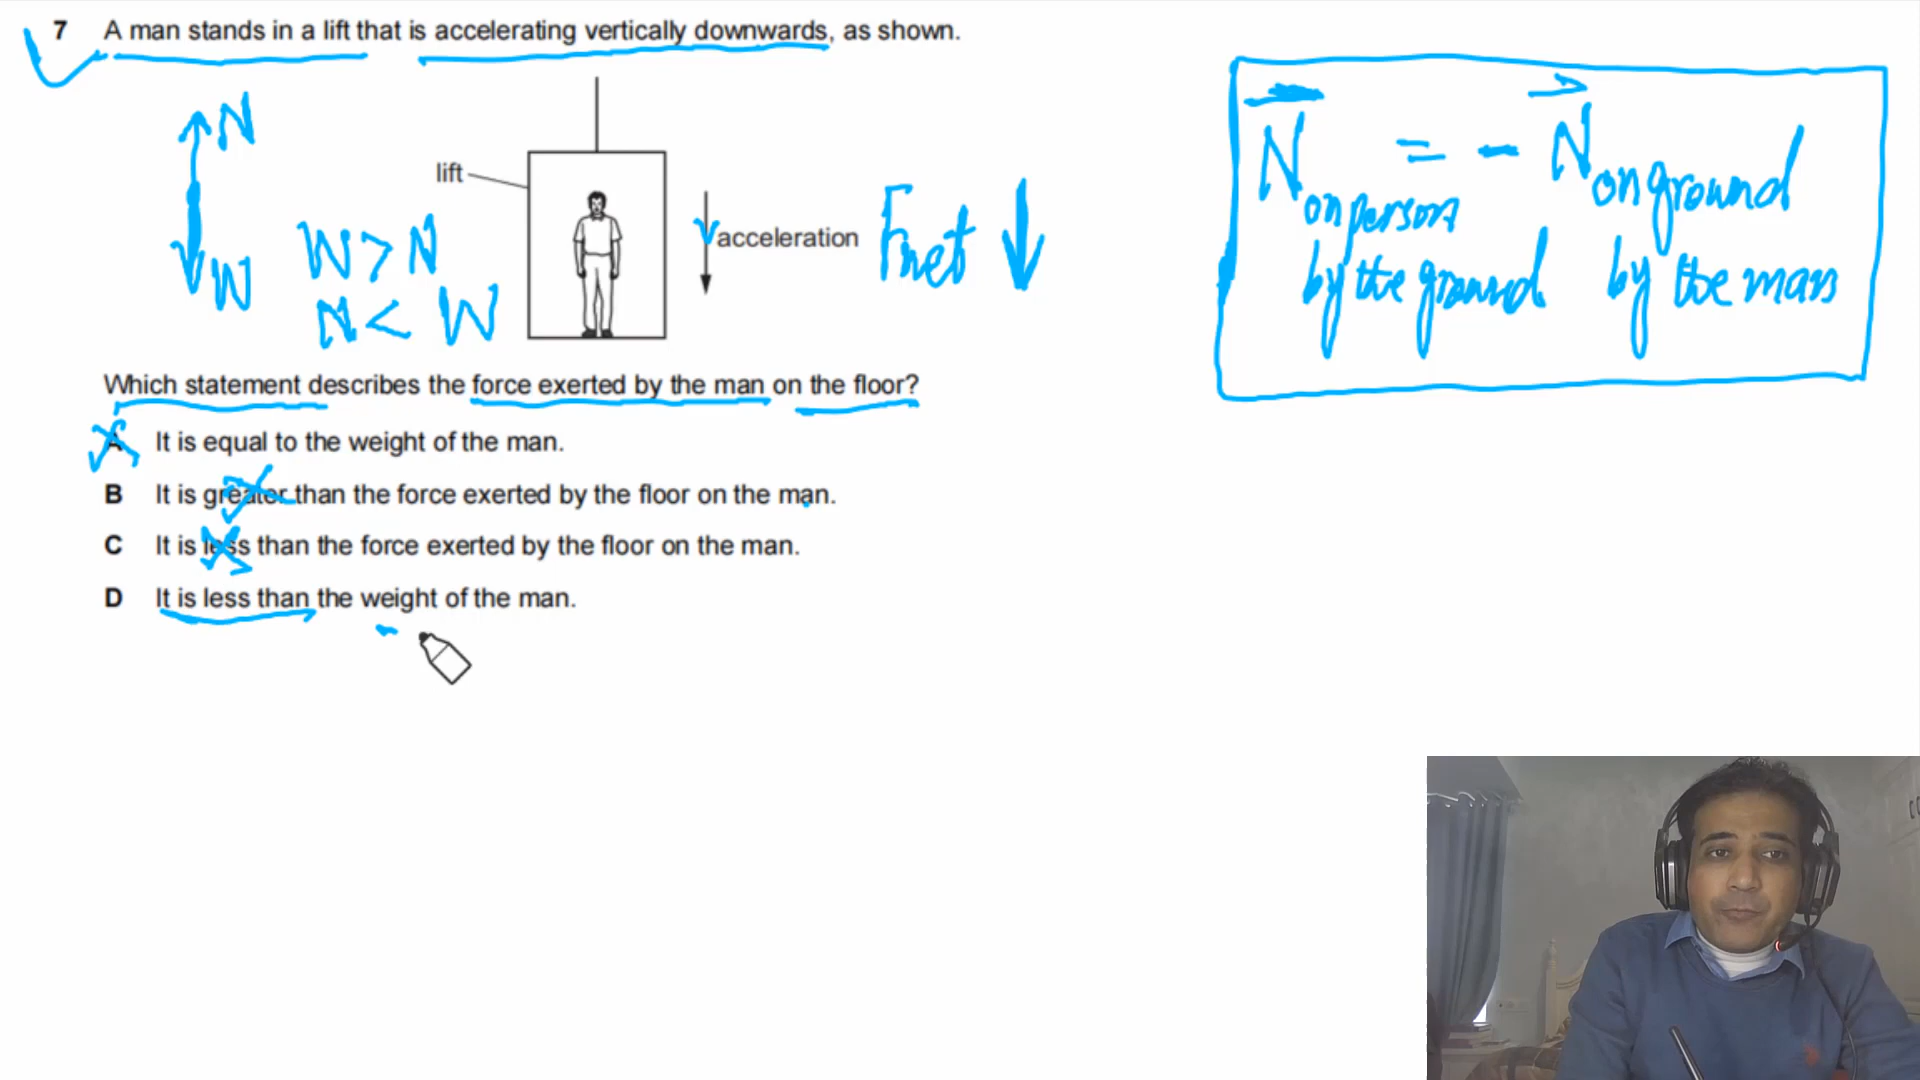 7 A man stands in a lift that is accelerating vertically downwards, as shown.
N
W
W > N
N < W
lift
acceleration
Fnet
N on person by the ground = - N on ground by the man
Which statement describes the force exerted by the man on the floor?
A It is equal to the weight of the man.
B It is greater than the force exerted by the floor on the man.
C It is less than the force exerted by the floor on the man.
D It is less than the weight of the man.